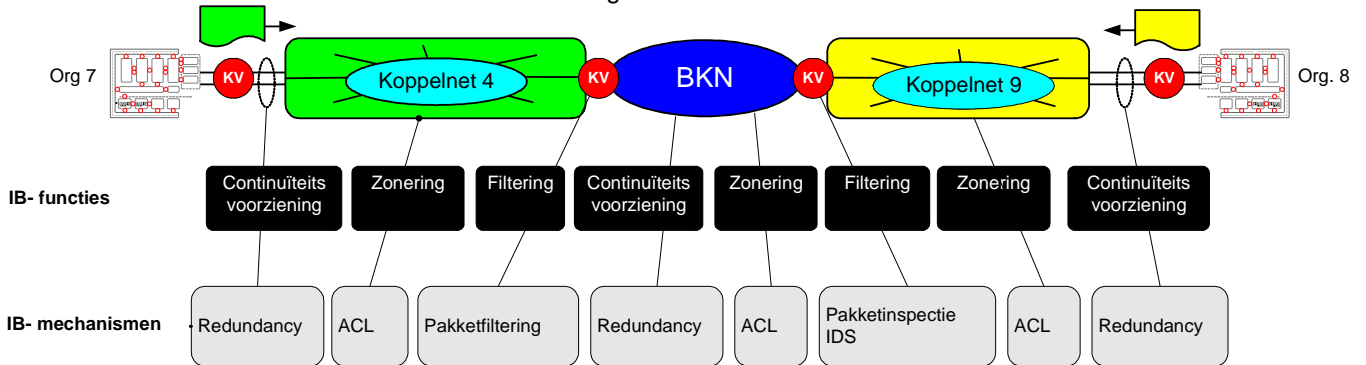 Org 7
KV
Koppelnet 4
KV
BKN
KV
Koppelnet 9
KV
Org. 8
IB- functies
Continuïteits
voorziening
Zonering
Filtering
Continuïteits
voorziening
Zonering
Filtering
Zonering
Continuïteits
voorziening
IB- mechanismen
Redundancy
ACL
Pakketfiltering
Redundancy
ACL
Pakketinspectie
IDS
ACL
Redundancy